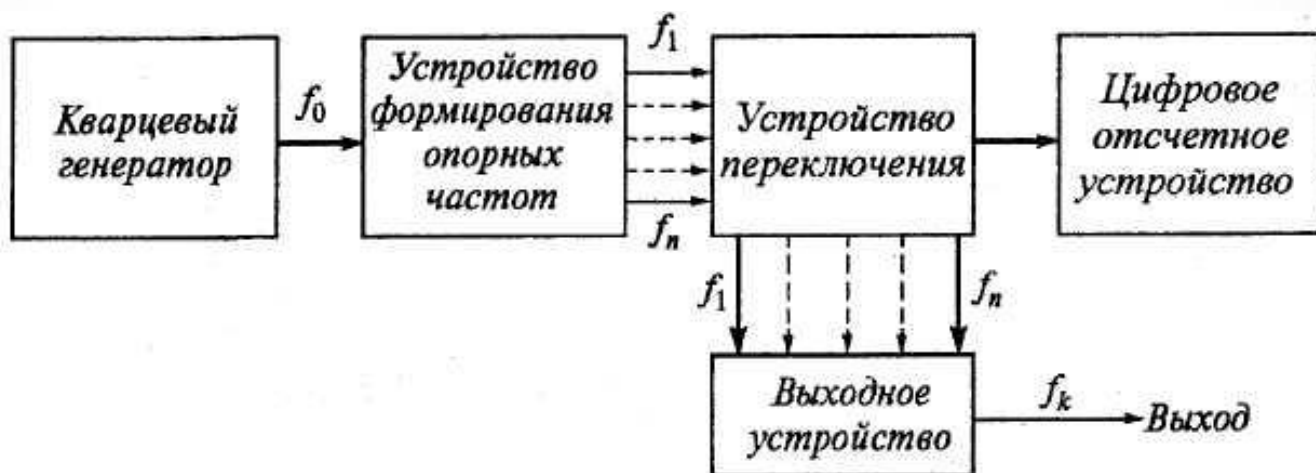 Кварцевый
генератор
f₀
Устройство
формирования
опорных
частот
f₁
fₙ
Устройство
переключения
Цифровое
отсчетное
устройство
f₁
fₙ
Выходное
устройство
fₖ
Выход